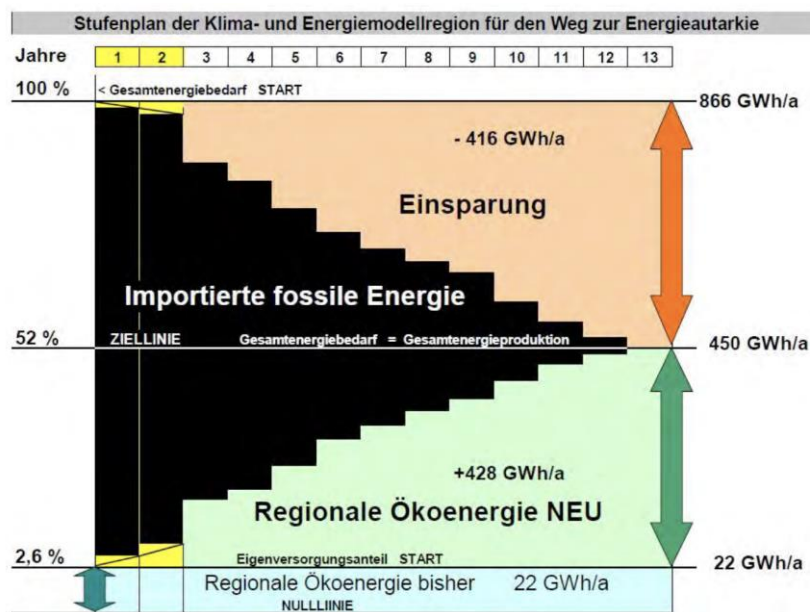 Stufenplan der Klima- und Energiemodellregion für den Weg zur Energieautarkie
Jahre 1 2 3 4 5 6 7 8 9 10 11 12 13
100 % < Gesamtenergiebedarf START 866 GWh/a
- 416 GWh/a
Einsparung
Importierte fossile Energie
52 % ZIELLINIE Gesamtenergiebedarf = Gesamtenergieproduktion 450 GWh/a
+428 GWh/a
Regionale Ökoenergie NEU
2,6 % Eigenversorgungsanteil START 22 GWh/a
Regionale Ökoenergie bisher 22 GWh/a
NULLLIINIE